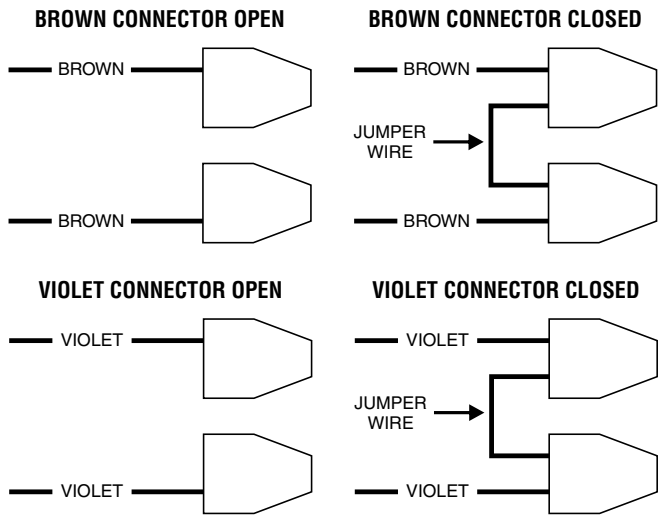 BROWN CONNECTOR OPEN
BROWN
BROWN
BROWN CONNECTOR CLOSED
BROWN
JUMPER
WIRE
BROWN
VIOLET CONNECTOR OPEN
VIOLET
VIOLET
VIOLET CONNECTOR CLOSED
VIOLET
JUMPER
WIRE
VIOLET